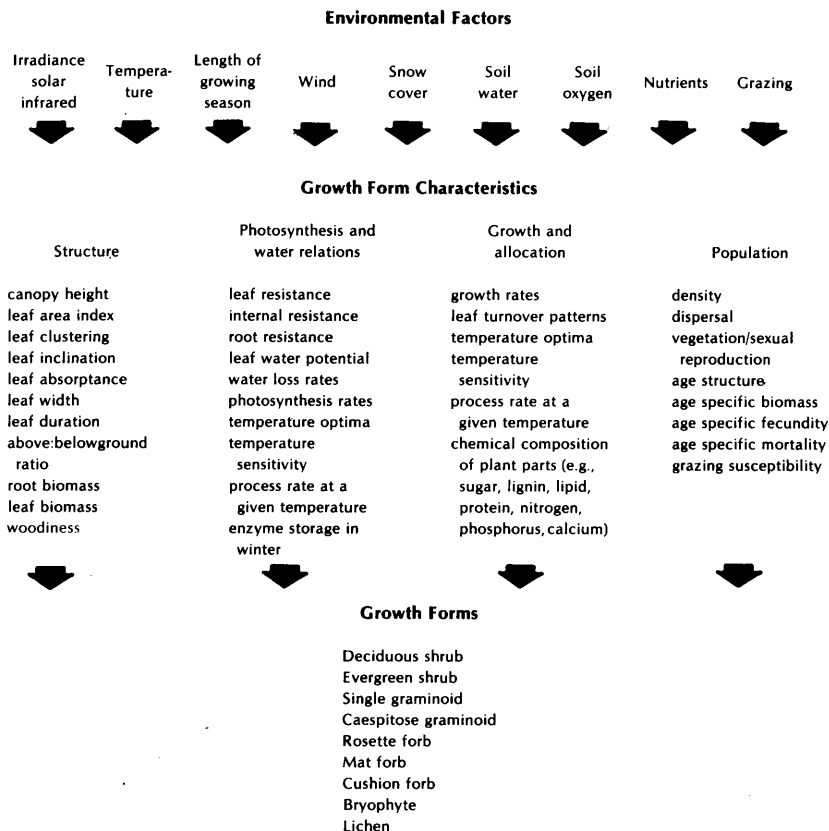 Environmental Factors
Irradiance
solar
infrared
Tempera-
ture
Length of
growing
season
Wind
Snow
cover
Soil
water
Soil
oxygen
Nutrients
Grazing
Growth Form Characteristics
Structure
canopy height
leaf area index
leaf clustering
leaf inclination
leaf absorptance
leaf width
leaf duration
above:belowground
ratio
root biomass
leaf biomass
woodiness
Photosynthesis and
water relations
leaf resistance
internal resistance
root resistance
leaf water potential
water loss rates
photosynthesis rates
temperature optima
temperature
sensitivity
process rate at a
given temperature
enzyme storage in
winter
Growth and
allocation
growth rates
leaf turnover patterns
temperature optima
temperature
sensitivity
process rate at a
given temperature
chemical composition
of plant parts (e.g.,
sugar, lignin, lipid,
protein, nitrogen,
phosphorus, calcium)
Population
density
dispersal
vegetation/sexual
reproduction
age structure
age specific biomass
age specific fecundity
age specific mortality
grazing susceptibility
Growth Forms
Deciduous shrub
Evergreen shrub
Single graminoid
Caespitose graminoid
Rosette forb
Mat forb
Cushion forb
Bryophyte
Lichen